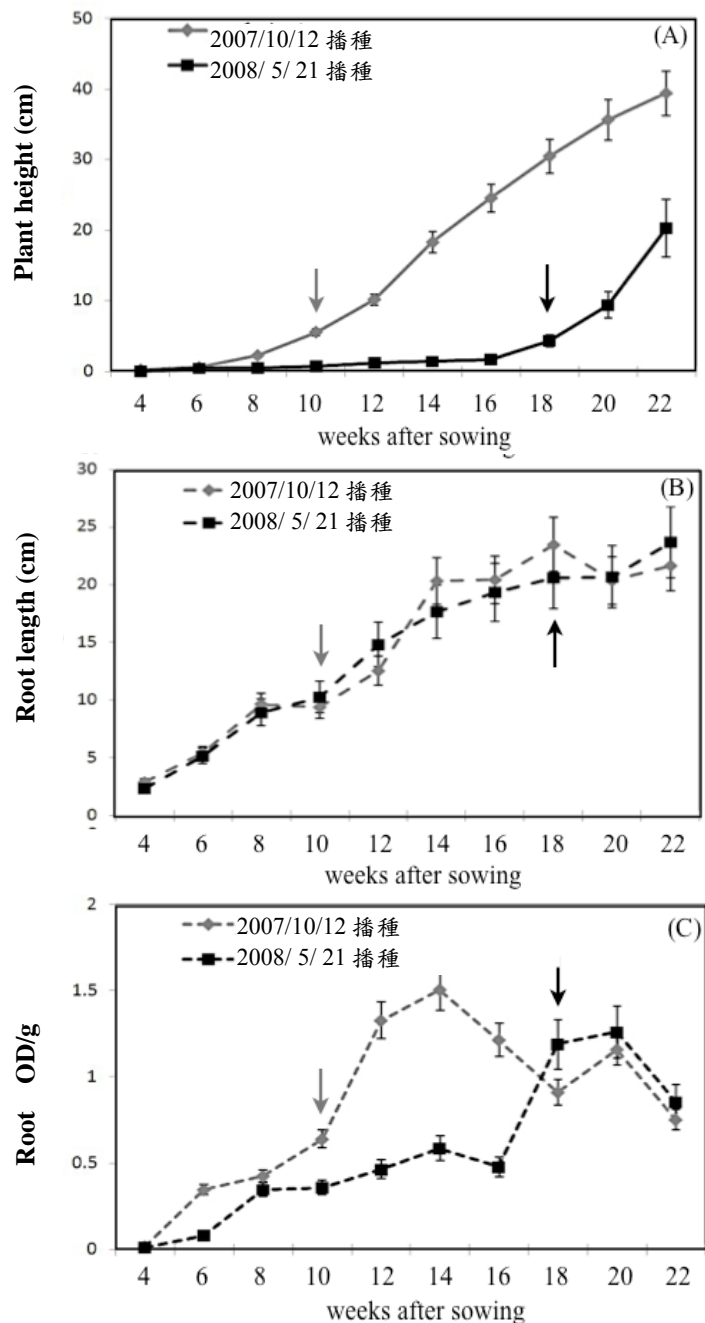 50
40
30
20
10
0
Plant height (cm)
(A)
2007/10/12 播種
2008/ 5/ 21 播種
4 6 8 10 12 14 16 18 20 22
weeks after sowing
30
25
20
15
10
5
0
Root length (cm)
(B)
2007/10/12 播種
2008/ 5/ 21 播種
4 6 8 10 12 14 16 18 20 22
weeks after sowing
2
1.5
1
0.5
0
Root OD/g
(C)
2007/10/12 播種
2008/ 5/ 21 播種
4 6 8 10 12 14 16 18 20 22
weeks after sowing